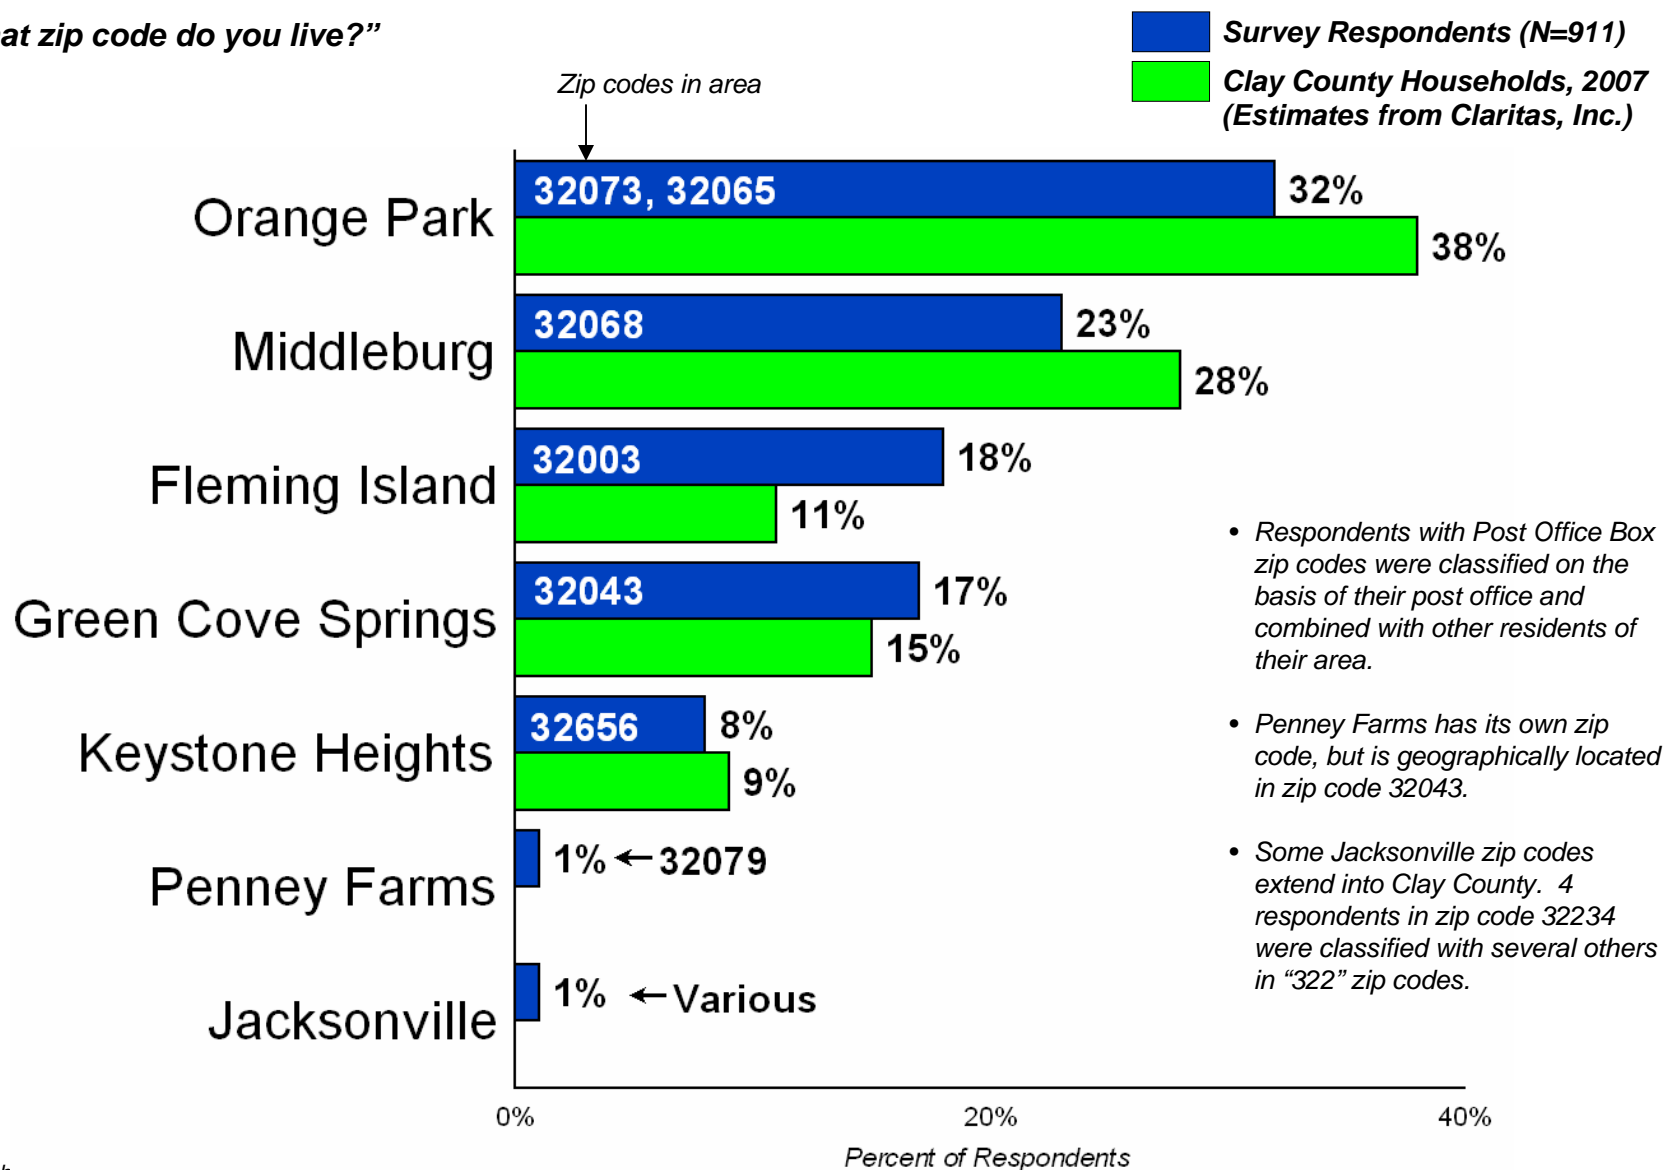 at zip code do you live?”
Survey Respondents (N=911)
Clay County Households, 2007
(Estimates from Claritas, Inc.)
Zip codes in area
Orange Park
32073, 32065
32%
38%
Middleburg
32068
23%
28%
Fleming Island
32003
18%
11%
Green Cove Springs
32043
17%
15%
Keystone Heights
32656
8%
9%
Penney Farms
1%
32079
Jacksonville
1%
Various
• Respondents with Post Office Box
zip codes were classified on the
basis of their post office and
combined with other residents of
their area.
• Penney Farms has its own zip
code, but is geographically located
in zip code 32043.
• Some Jacksonville zip codes
extend into Clay County. 4
respondents in zip code 32234
were classified with several others
in “322” zip codes.
0%
20%
40%
Percent of Respondents